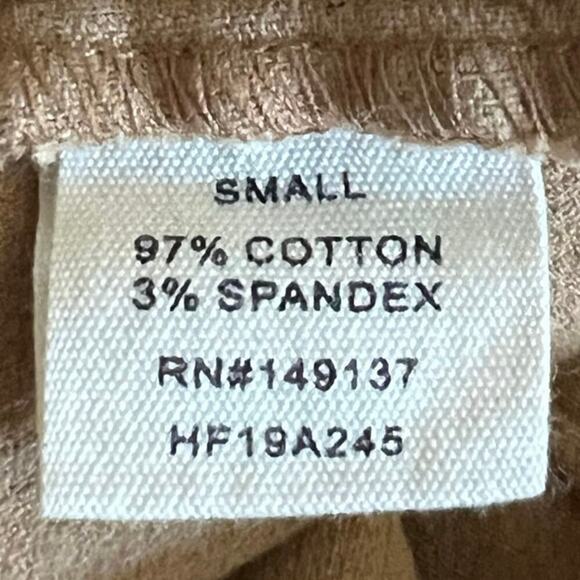 SMALL
97% COTTON
3% SPANDEX
RN#149137
HF19A245